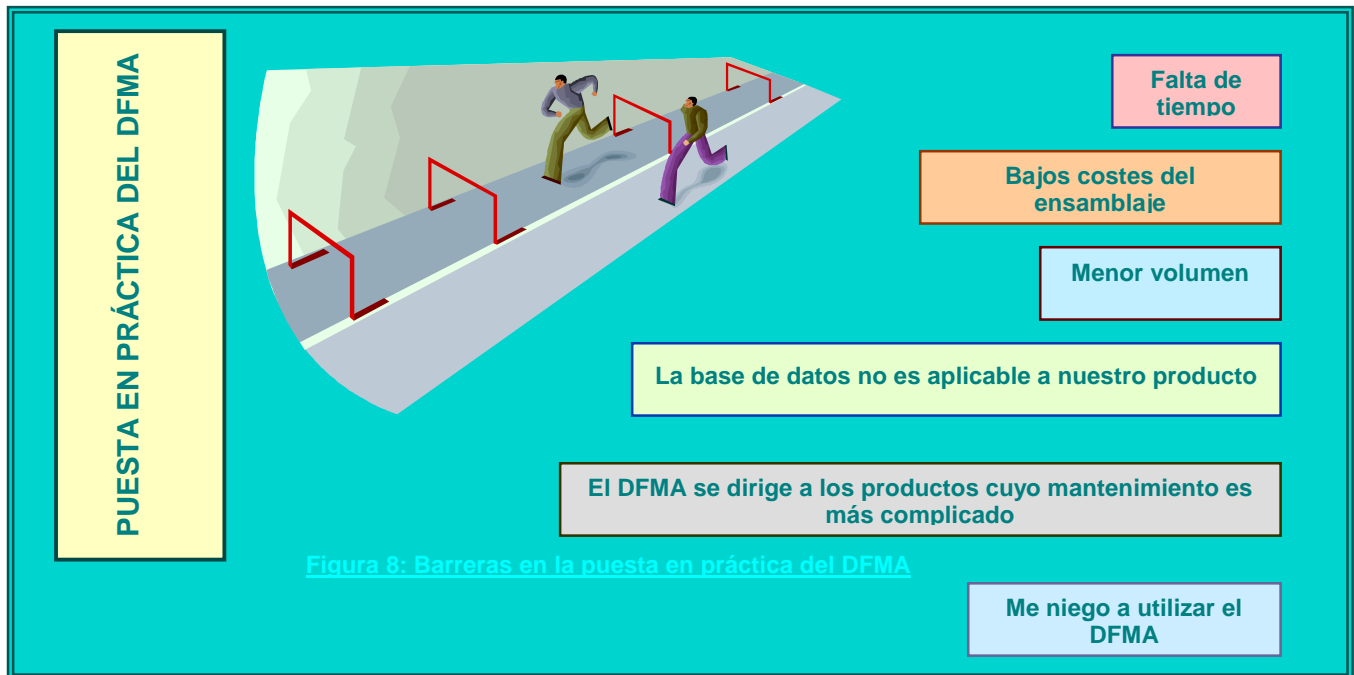 PUESTA EN PRÁCTICA DEL DFMA
Falta de
tiempo
Bajos costes del
ensamblaje
Menor volumen
La base de datos no es aplicable a nuestro producto
El DFMA se dirige a los productos cuyo mantenimiento es
más complicado
Figura 8: Barreras en la puesta en práctica del DFMA
Me niego a utilizar el
DFMA